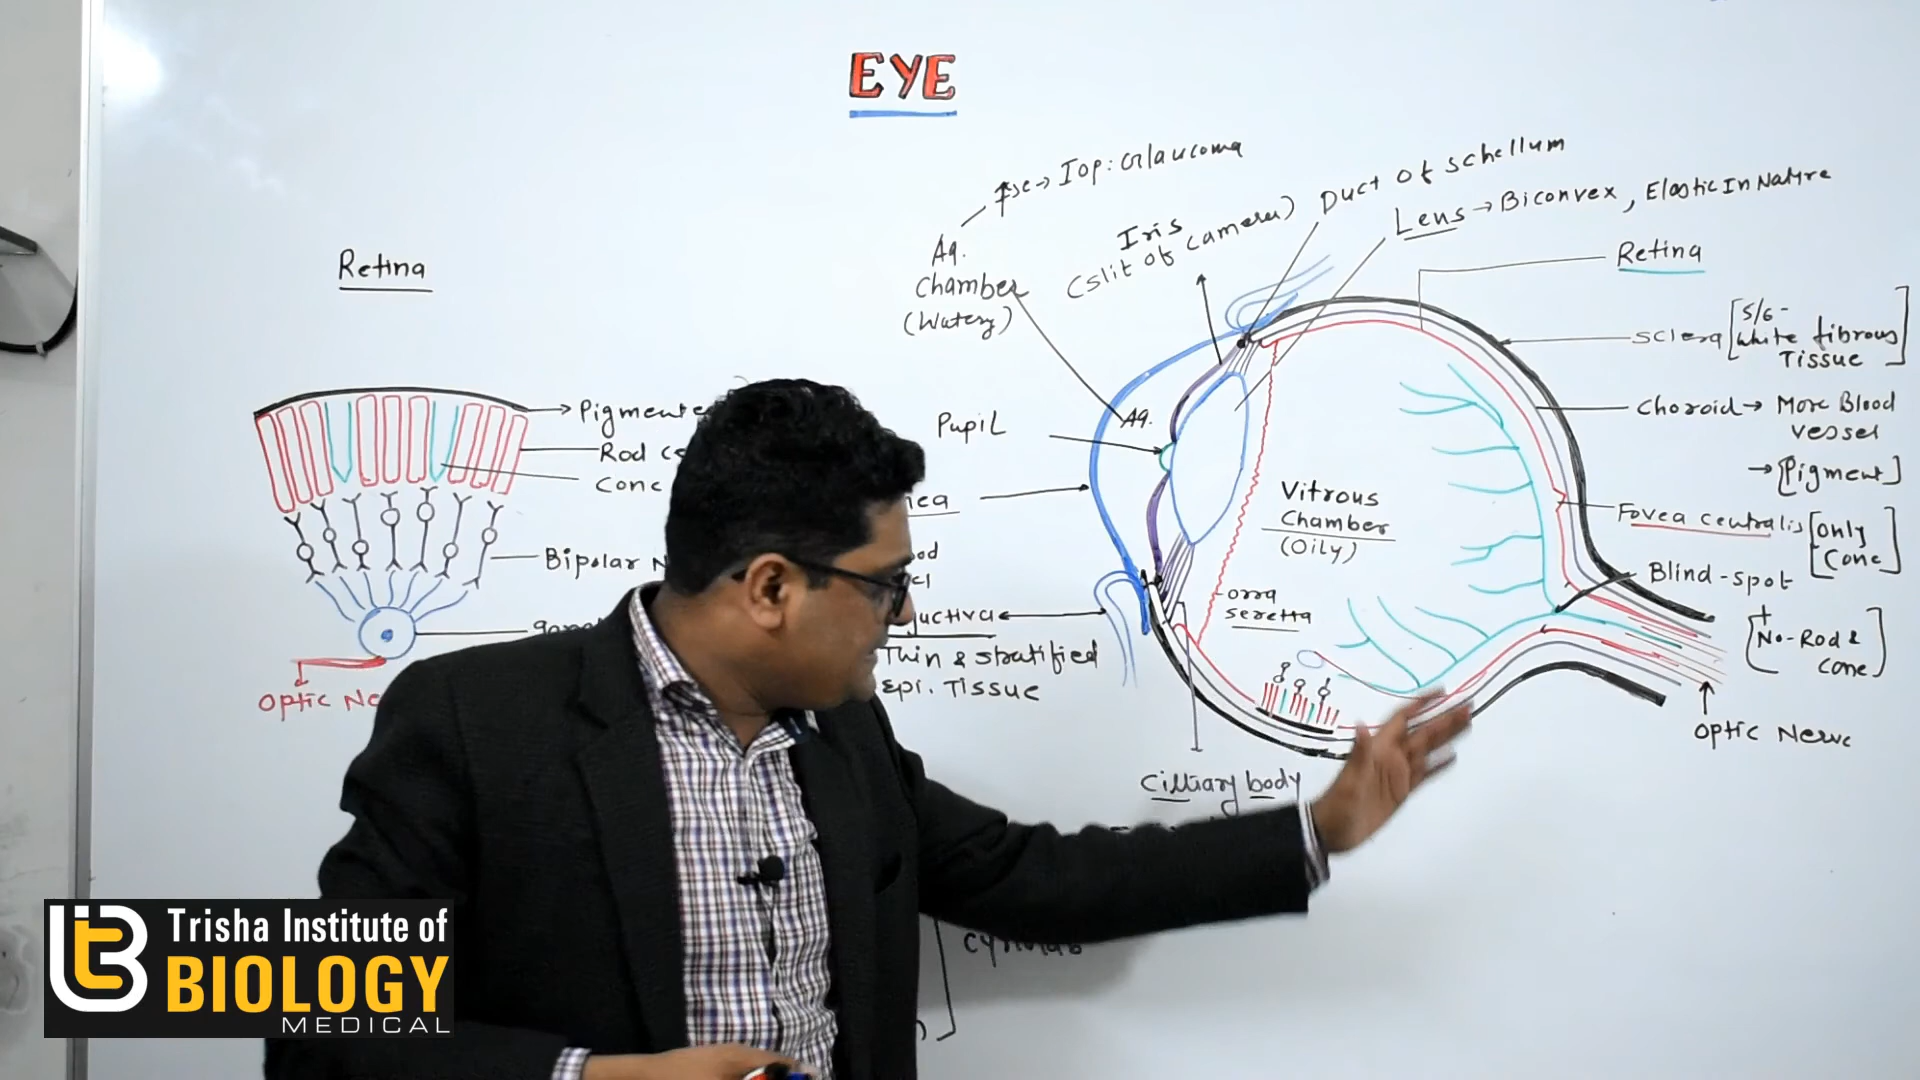 EYE
↑se → Iop: Glaucoma
Aq.
Chamber
(Watery)
Iris
(slit of camera)
Duct of schellum
Lens → Biconvex, Elastic In Nature
Retina
Retina
Sclera [S/G -
White fibrous
Tissue]
Choroid → More Blood
vessel
→ [Pigment]
Fovea centralis [only
cone]
Blind-spot
[No-Rod &
cone]
Optic Nerve
Aq.
Pupil
Vitrous
Chamber
(Oily)
orra
seretta
Thin & stratified
Epi. Tissue
Cilliary body
Rod
cone
Bipolar
Optic
Trisha Institute of
BIOLOGY
MEDICAL